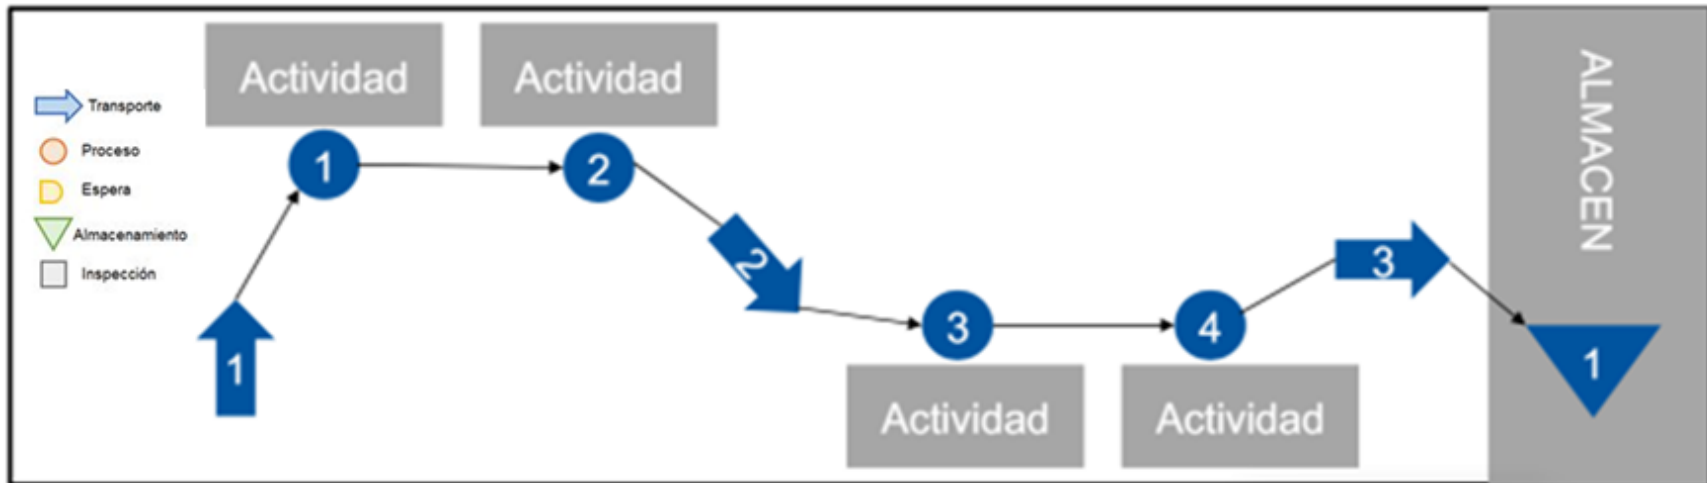 Actividad
Actividad
Transporte
Proceso
Espera
Almacenamiento
Inspección
1
2
2
1
3
4
3
1
Actividad
Actividad
ALMACEN